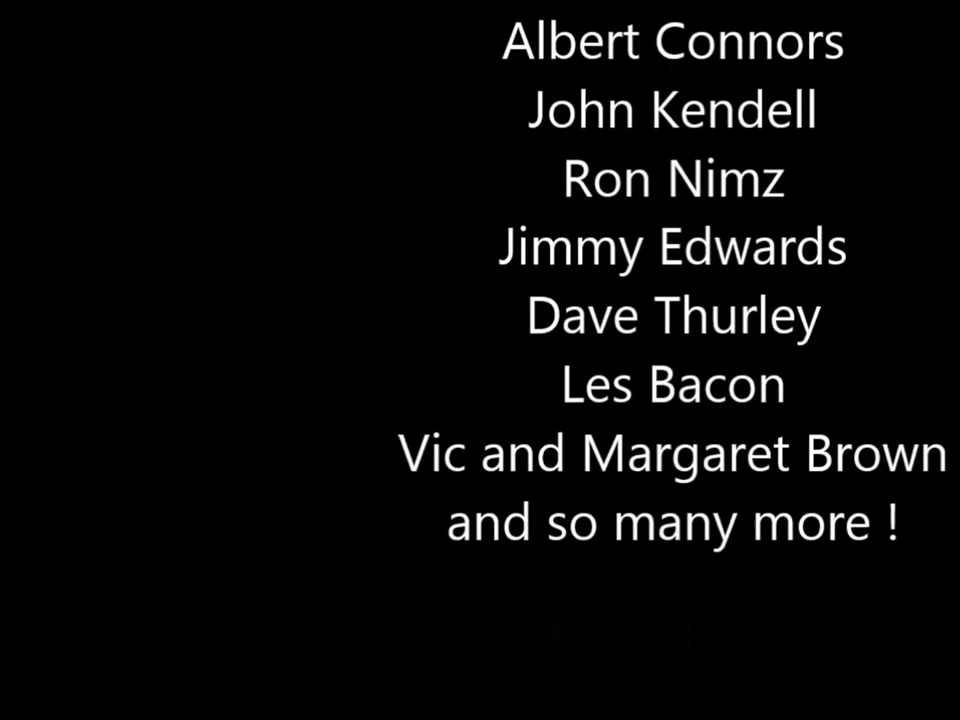 Albert Connors
John Kendell
Ron Nimz
Jimmy Edwards
Dave Thurley
Les Bacon
Vic and Margaret Brown
and so many more !